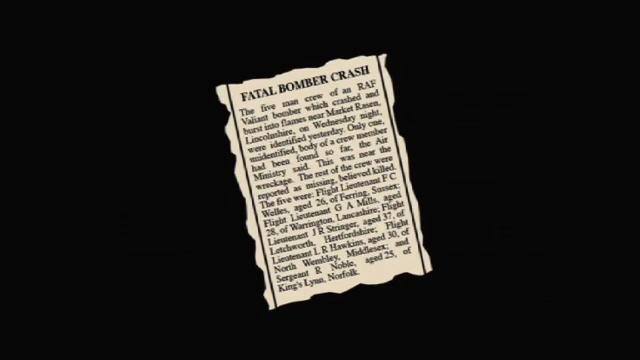 FATAL BOMBER CRASH
The five man crew of an RAF
Valiant bomber which crashed and
burst into flames near Market Rasen,
Lincolnshire, on Wednesday night,
were identified yesterday. Only one,
unidentified, body of a crew member
had been found so far, the Air
Ministry said. This was near the
wreckage. The rest of the crew were
reported as missing, believed killed.
The five were: Flight Lieutenant F C
Welles, aged 26, of Ferring, Sussex;
Flight Lieutenant G A Mills, aged
28, of Warrington, Lancashire; Flight
Lieutenant J R Stringer, aged 37, of
Letchworth, Hertfordshire; Flight
Lieutenant L R Hawkins, aged 30, of
North Wembley, Middlesex; and
Sergeant R Noble, aged 25, of
King's Lynn, Norfolk.